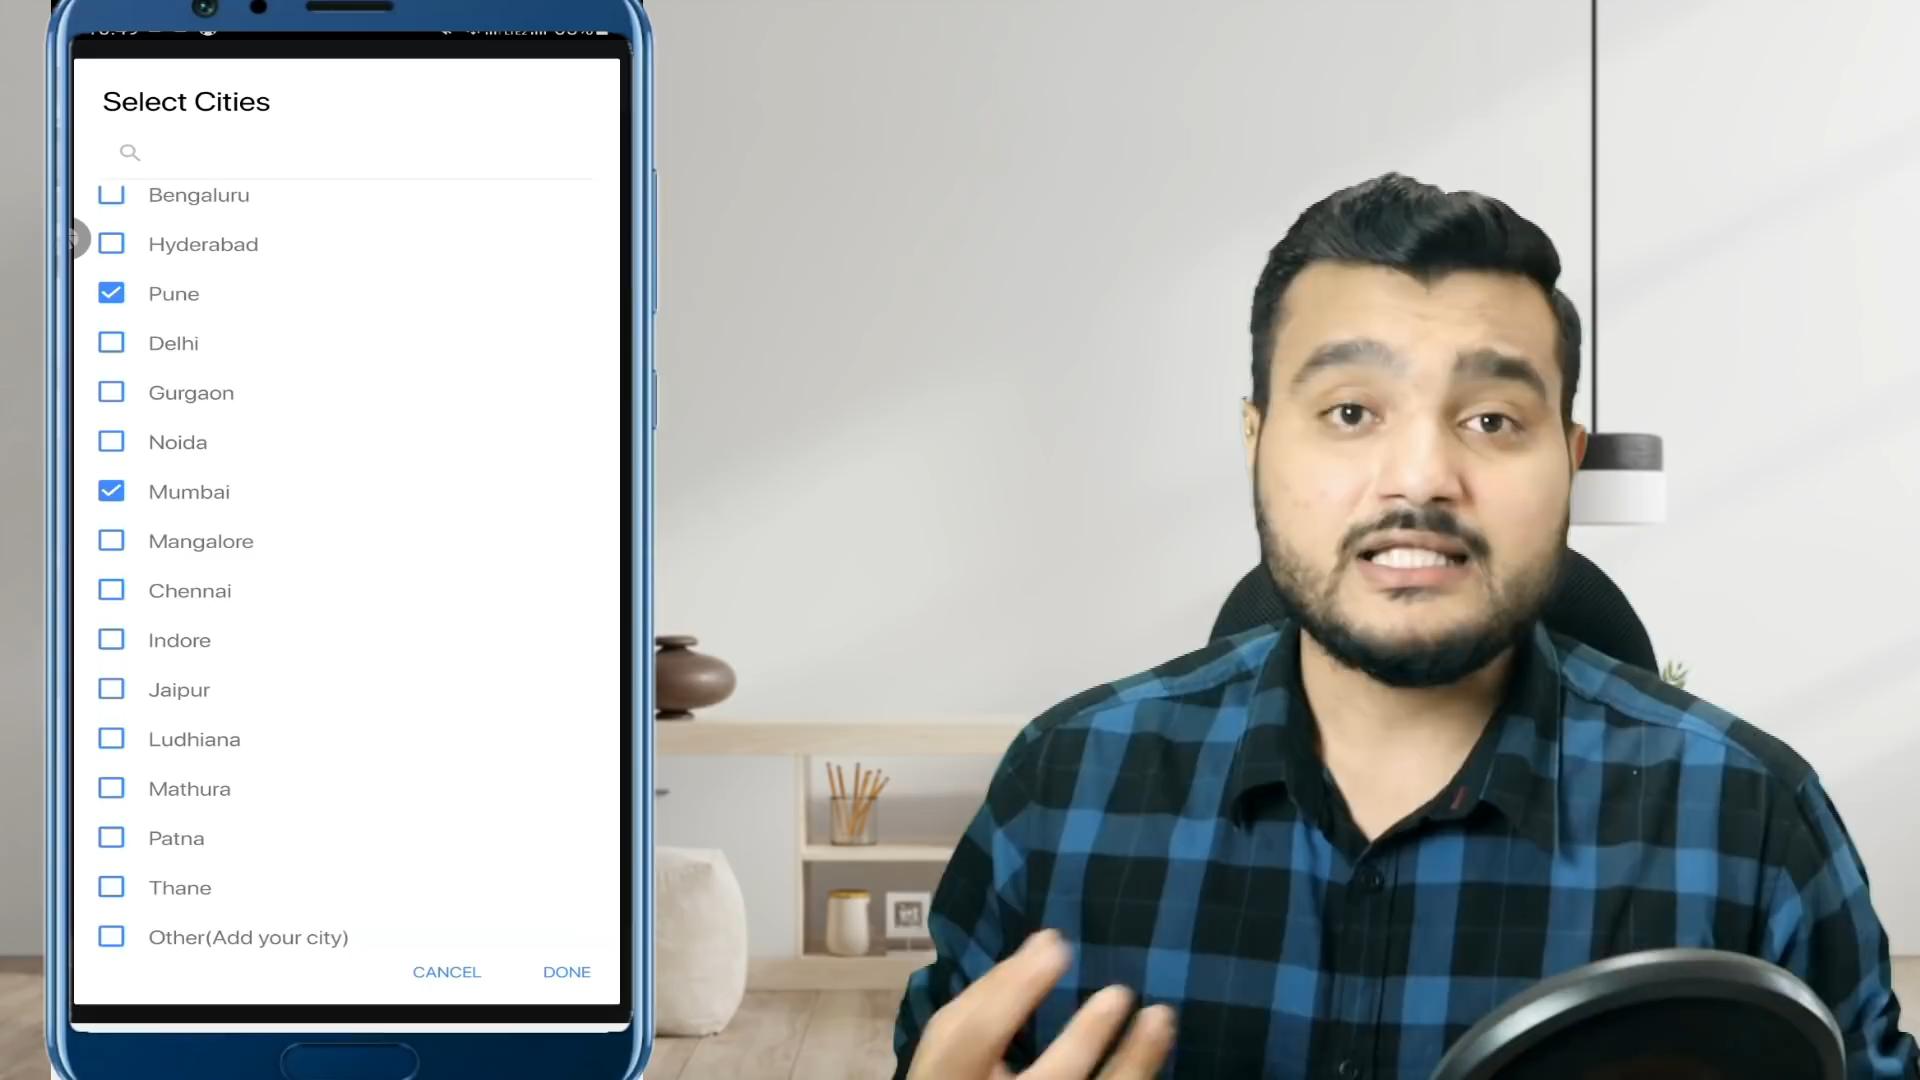 Select Cities
Bengaluru
Hyderabad
Pune
Delhi
Gurgaon
Noida
Mumbai
Mangalore
Chennai
Indore
Jaipur
Ludhiana
Mathura
Patna
Thane
Other(Add your city)
CANCEL
DONE